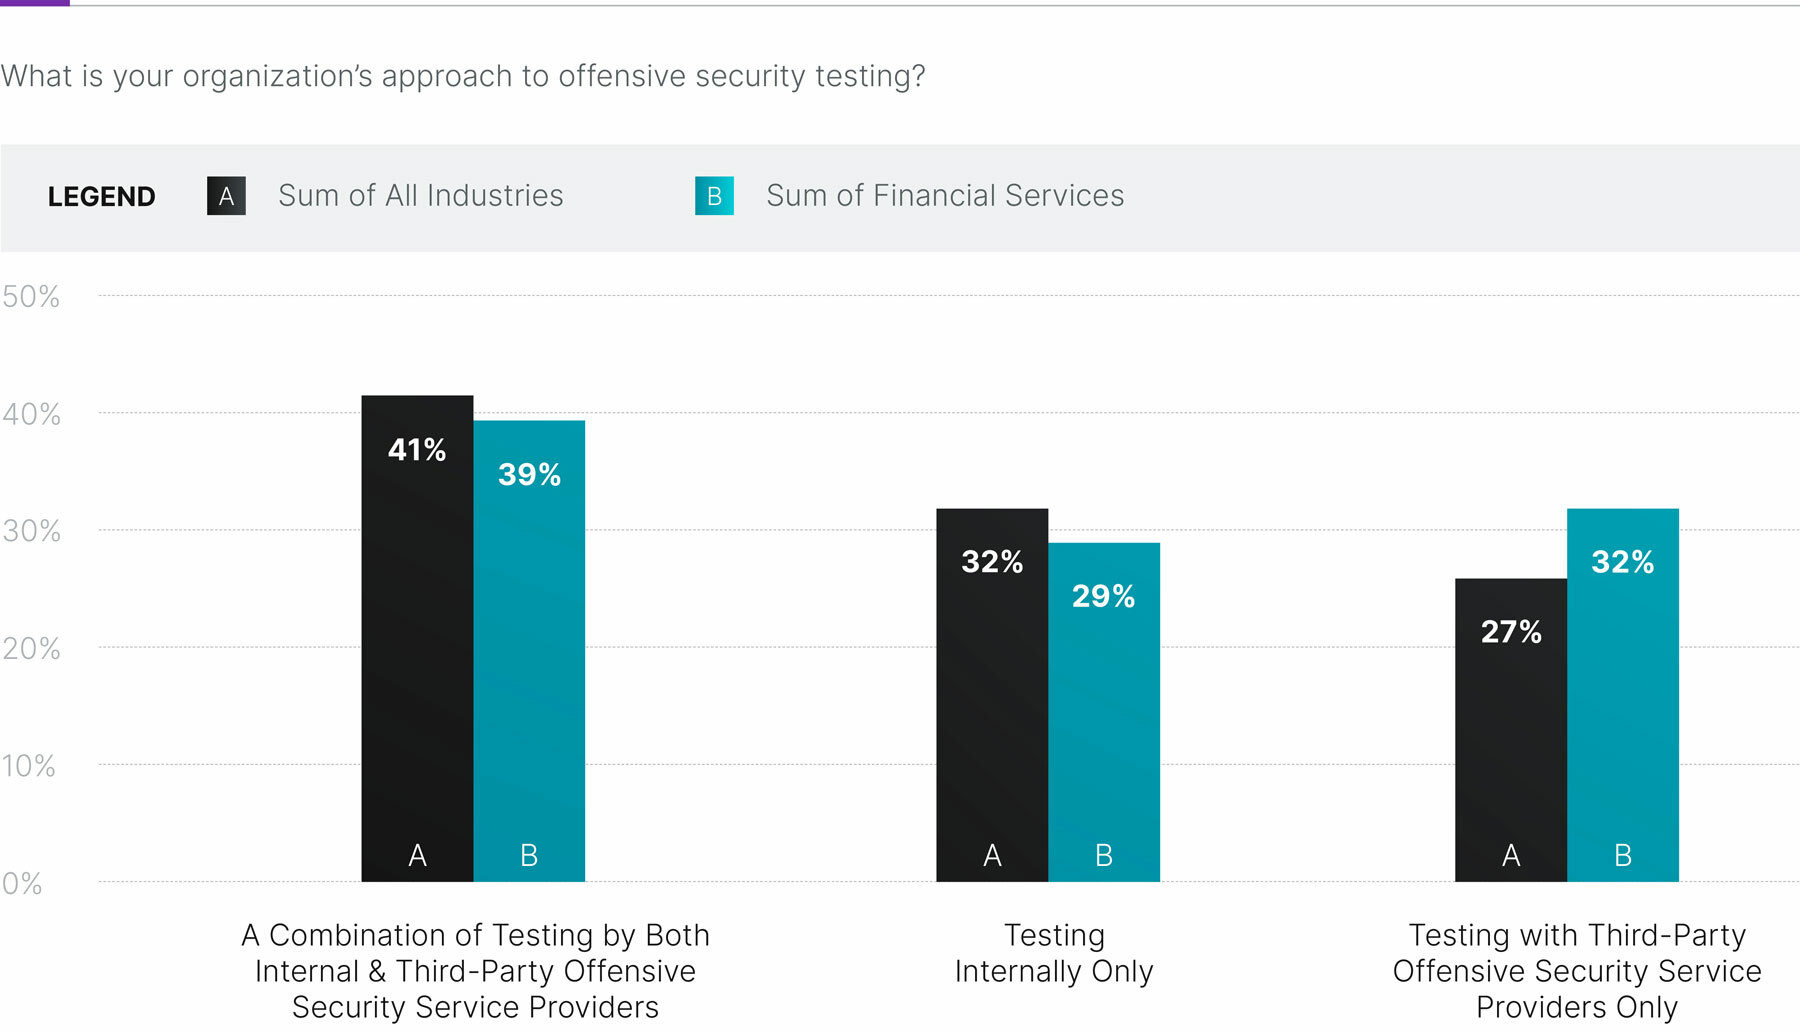 What is your organization’s approach to offensive security testing?
LEGEND A Sum of All Industries B Sum of Financial Services
50%
40%
30%
20%
10%
0%
41%
39%
A
B
32%
29%
A
B
27%
32%
A
B
A Combination of Testing by Both
Internal & Third-Party Offensive
Security Service Providers
Testing
Internally Only
Testing with Third-Party
Offensive Security Service
Providers Only